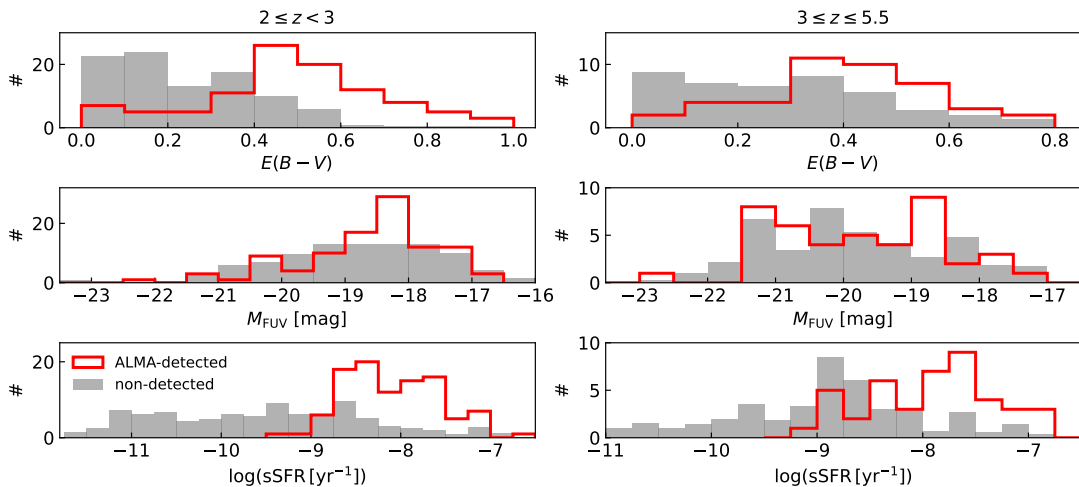 2 ≤ z < 3
3 ≤ z ≤ 5.5
#
20
0
0.0 0.2 0.4 0.6 0.8 1.0
E(B − V)
#
10
0
0.0 0.2 0.4 0.6 0.8
E(B − V)
#
20
0
−23 −22 −21 −20 −19 −18 −17 −16
M_FUV [mag]
#
10
5
0
−23 −22 −21 −20 −19 −18 −17
M_FUV [mag]
#
20
0
ALMA-detected
non-detected
−11 −10 −9 −8 −7
log(sSFR [yr⁻¹])
#
10
5
0
−11 −10 −9 −8 −7
log(sSFR [yr⁻¹])